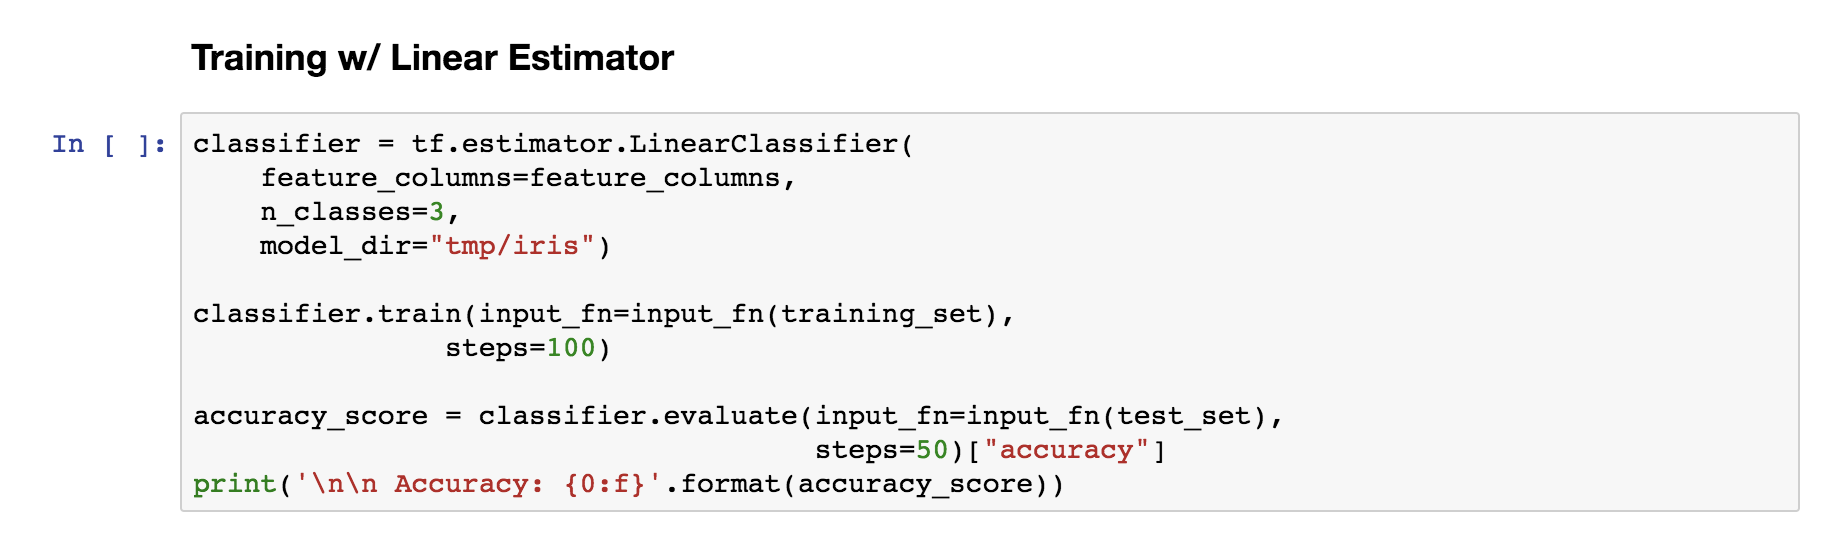 Training w/ Linear Estimator
In [ ]: classifier = tf.estimator.LinearClassifier(
    feature_columns=feature_columns,
    n_classes=3,
    model_dir="tmp/iris")

classifier.train(input_fn=input_fn(training_set),
               steps=100)

accuracy_score = classifier.evaluate(input_fn=input_fn(test_set),
                                     steps=50)["accuracy"]
print('\n\n Accuracy: {0:f}'.format(accuracy_score))